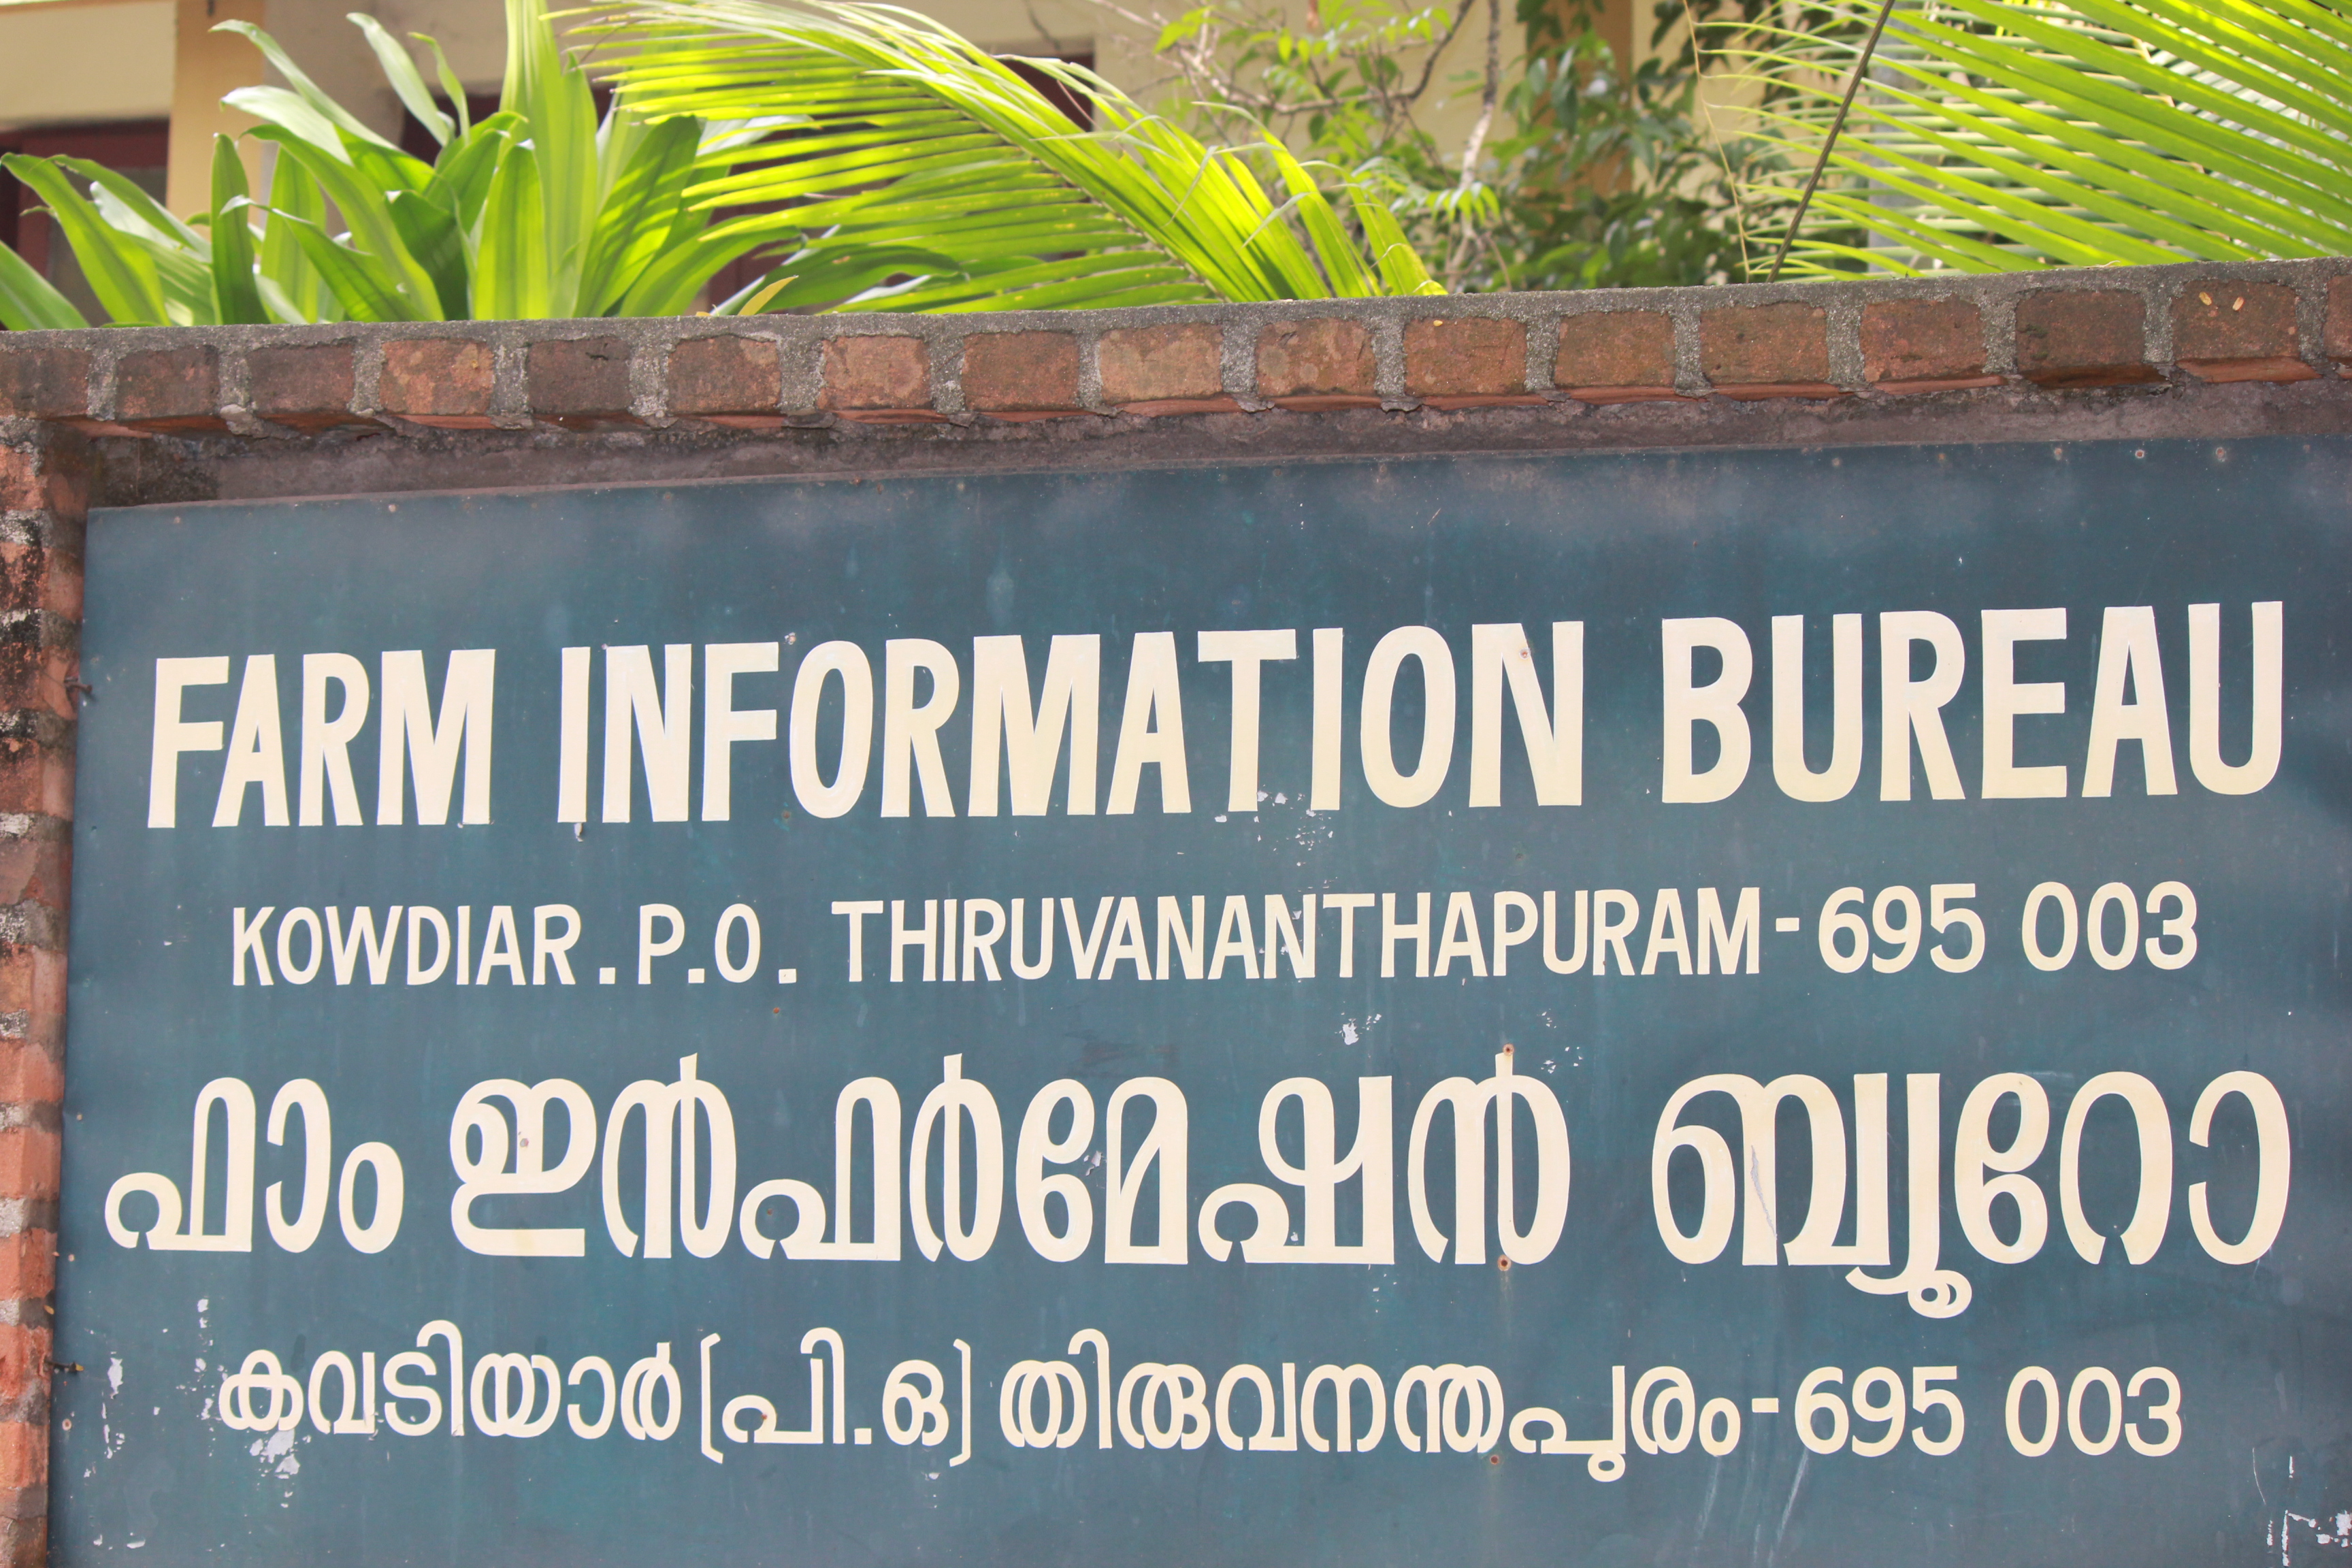 FARM INFORMATION BUREAU
KOWDIAR . P.O. THIRUVANANTHAPURAM - 695 003
ഫാം ഇൻഫർമേഷൻ ബ്യൂറോ
കവടിയാർ (പി.ഒ) തിരുവനന്തപുരം - 695 003